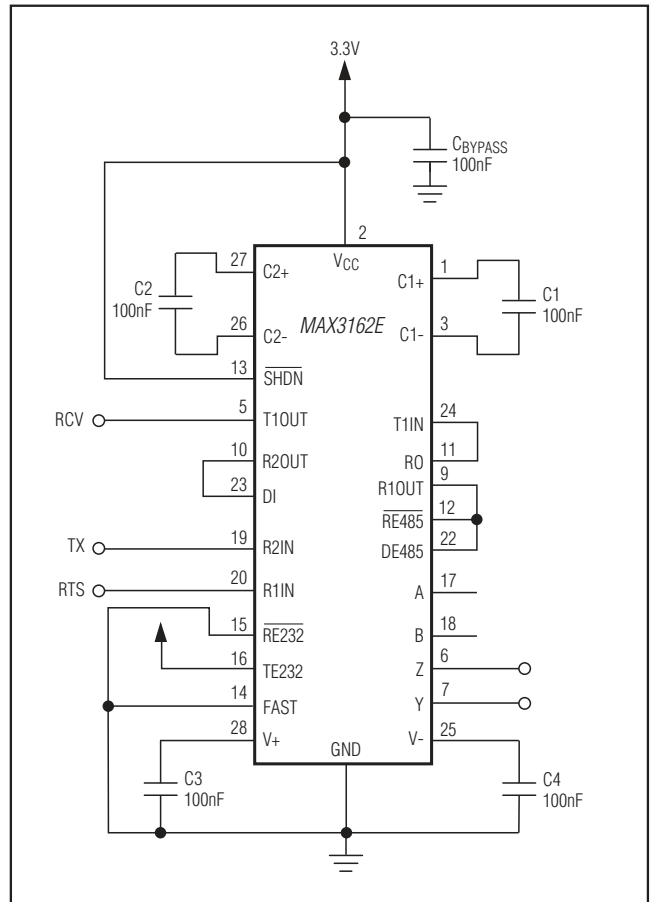 3.3V
CBYPASS
100nF
2
VCC
27
C2+
1
C1+
C2
100nF
C1
100nF
26
C2-
MAX3162E
3
C1-
13
SHDN
RCV
5
T1OUT
24
T1IN
10
R2OUT
11
RO
23
DI
9
R1OUT
12
RE485
TX
19
R2IN
22
DE485
RTS
20
R1IN
17
A
15
RE232
18
B
16
TE232
6
Z
14
FAST
7
Y
28
V+
GND
25
V-
C3
100nF
C4
100nF